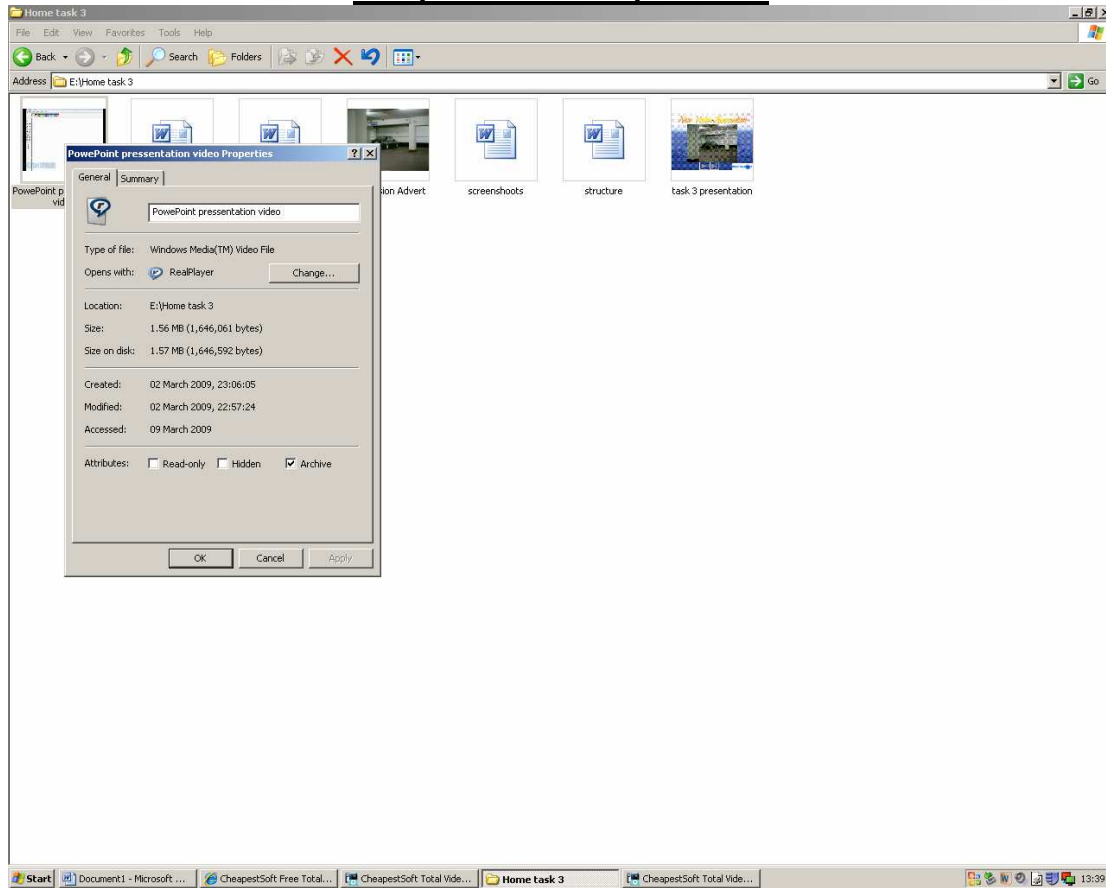 Home task 3
File Edit View Favorites Tools Help
Back Search Folders
Address E:\Home task 3 Go
PowePoint p
vid
sion Advert
screenshoots
structure
task 3 presentation
PowePoint pressentation video Properties
General Summary
PowePoint pressentation video
Type of file: Windows Media(TM) Video File
Opens with: RealPlayer Change...
Location: E:\Home task 3
Size: 1.56 MB (1,646,061 bytes)
Size on disk: 1.57 MB (1,646,592 bytes)
Created: 02 March 2009, 23:06:05
Modified: 02 March 2009, 22:57:24
Accessed: 09 March 2009
Attributes: Read-only Hidden Archive
OK Cancel Apply
Start Document1 - Microsoft ... CheapestSoft Free Total... CheapestSoft Total Vide... Home task 3 CheapestSoft Total Vide... 13:39